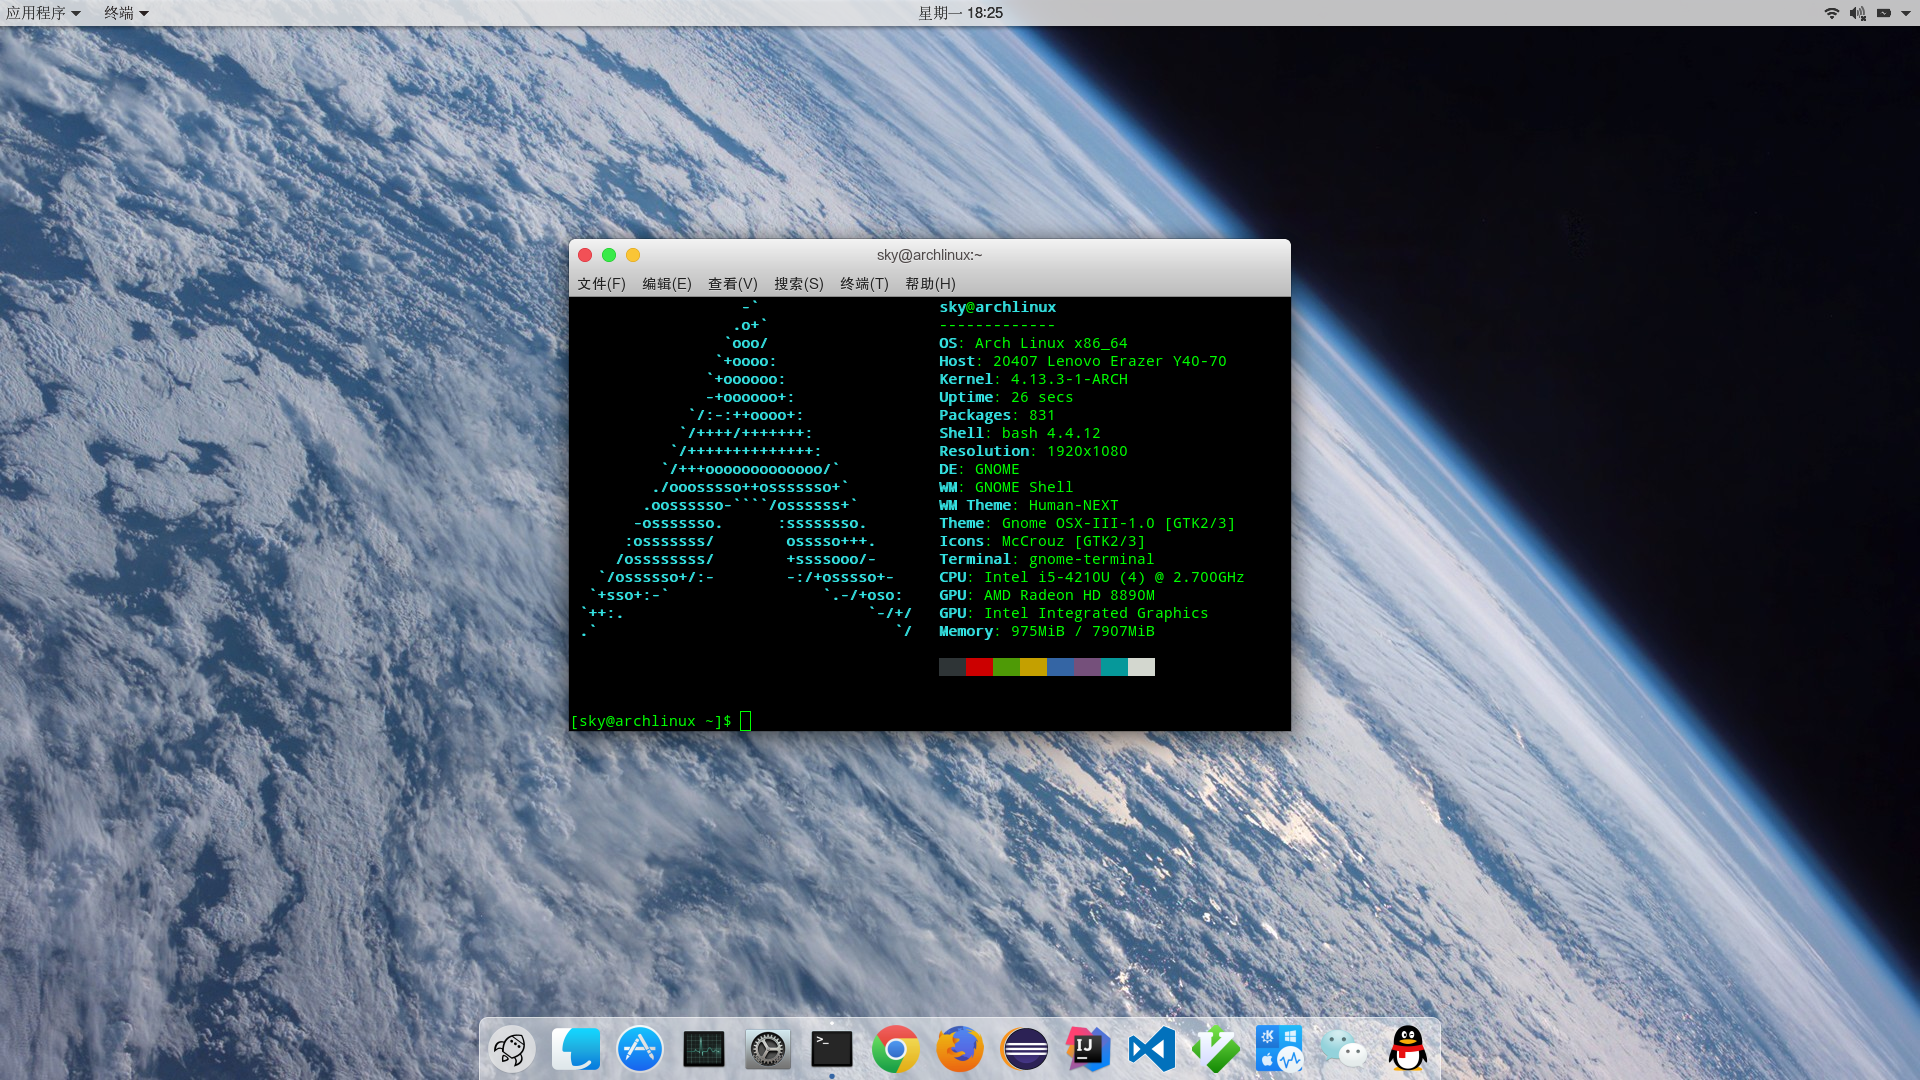 应用程序 终端 星期一 18:25
sky@archlinux:~
文件(F) 编辑(E) 查看(V) 搜索(S) 终端(T) 帮助(H)
-` sky@archlinux
.o+` -------------
`ooo/ OS: Arch Linux x86_64
`+oooo: Host: 20407 Lenovo Erazer Y40-70
`+oooooo: Kernel: 4.13.3-1-ARCH
-+oooooo+: Uptime: 26 secs
`/:-:++oooo+: Packages: 831
`/++++/+++++++: Shell: bash 4.4.12
`/++++++++++++++: Resolution: 1920x1080
`/+++ooooooooooooo/` DE: GNOME
./ooosssso++osssssso+` WM: GNOME Shell
.oossssso-````/ossssss+` WM Theme: Human-NEXT
-osssssso. :ssssssso. Theme: Gnome OSX-III-1.0 [GTK2/3]
:osssssss/ osssso+++. Icons: McCrouz [GTK2/3]
/ossssssss/ +ssssooo/- Terminal: gnome-terminal
`/ossssso+/:- -:/+osssso+- CPU: Intel i5-4210U (4) @ 2.700GHz
`+sso+:-` `.-/+oso: GPU: AMD Radeon HD 8890M
`++:. `-/+/ GPU: Intel Integrated Graphics
.` `/ Memory: 975MiB / 7907MiB
[sky@archlinux ~]$
>_
IJ